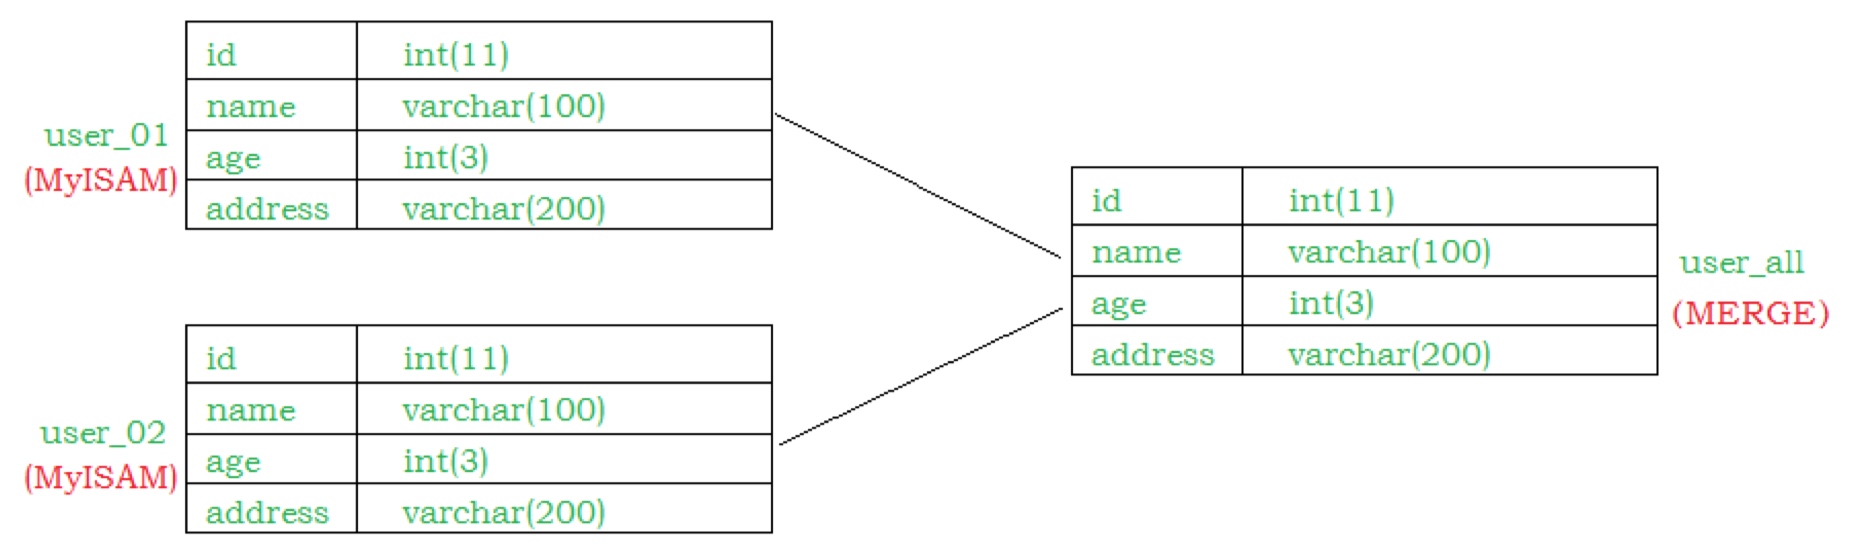 user_01
(MyISAM)
id int(11)
name varchar(100)
age int(3)
address varchar(200)
user_02
(MyISAM)
id int(11)
name varchar(100)
age int(3)
address varchar(200)
id int(11)
name varchar(100)
age int(3)
address varchar(200)
user_all
(MERGE)